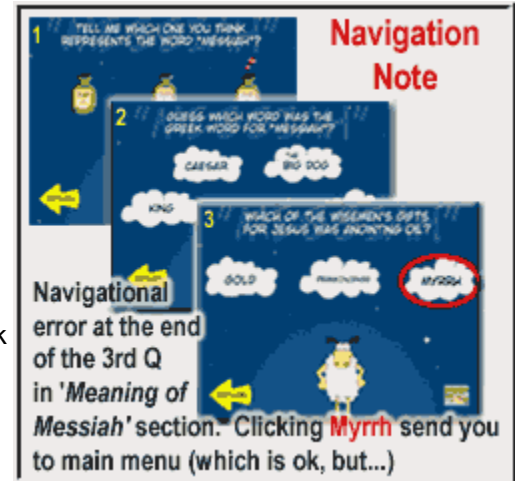 Navigation
Note
1
TELL ME WHICH ONE YOU THINK
REPRESENTS THE WORD "MESSIAH"?
2
GUESS WHICH WORD WAS THE
GREEK WORD FOR "MESSIAH"?
CAESAR
THE
BIG DOG
KING
3
WHICH OF THE WISEMEN'S GIFTS
FOR JESUS WAS ANOINTING OIL?
GOLD
FRANKINCENSE
MYRRH
k
Navigational
error at the end
of the 3rd Q
in 'Meaning of
Messiah' section. Clicking Myrrh send you
to main menu (which is ok, but...)